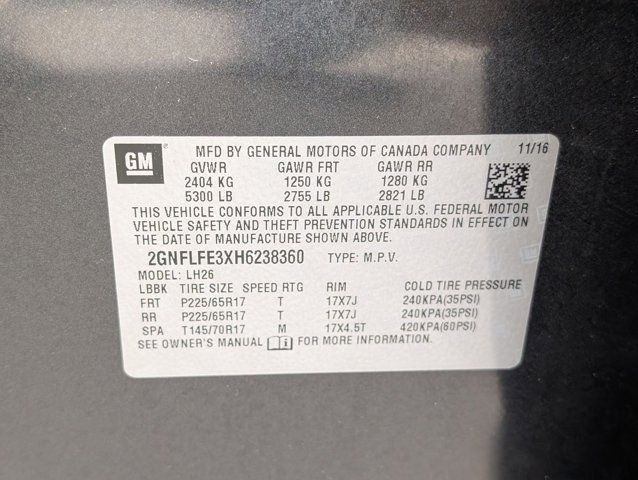 GM
MFD BY GENERAL MOTORS OF CANADA COMPANY 11/16
GVWR GAWR FRT GAWR RR
2404 KG 1250 KG 1280 KG
5300 LB 2755 LB 2821 LB
THIS VEHICLE CONFORMS TO ALL APPLICABLE U.S. FEDERAL MOTOR
VEHICLE SAFETY AND THEFT PREVENTION STANDARDS IN EFFECT ON
THE DATE OF MANUFACTURE SHOWN ABOVE.
2GNFLFE3XH6238360 TYPE: M.P.V.
MODEL: LH26
LBBK TIRE SIZE SPEED RTG RIM COLD TIRE PRESSURE
FRT P225/65R17 T 17X7J 240KPA(35PSI)
RR P225/65R17 T 17X7J 240KPA(35PSI)
SPA T145/70R17 M 17X4.5T 420KPA(60PSI)
SEE OWNER'S MANUAL FOR MORE INFORMATION.